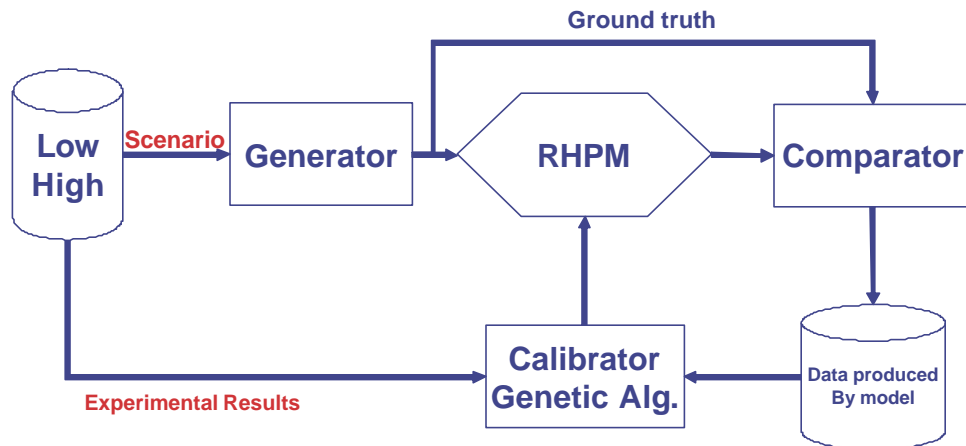 Ground truth
Low
High
Scenario
Generator
RHPM
Comparator
Calibrator
Genetic Alg.
Data produced
By model
Experimental Results